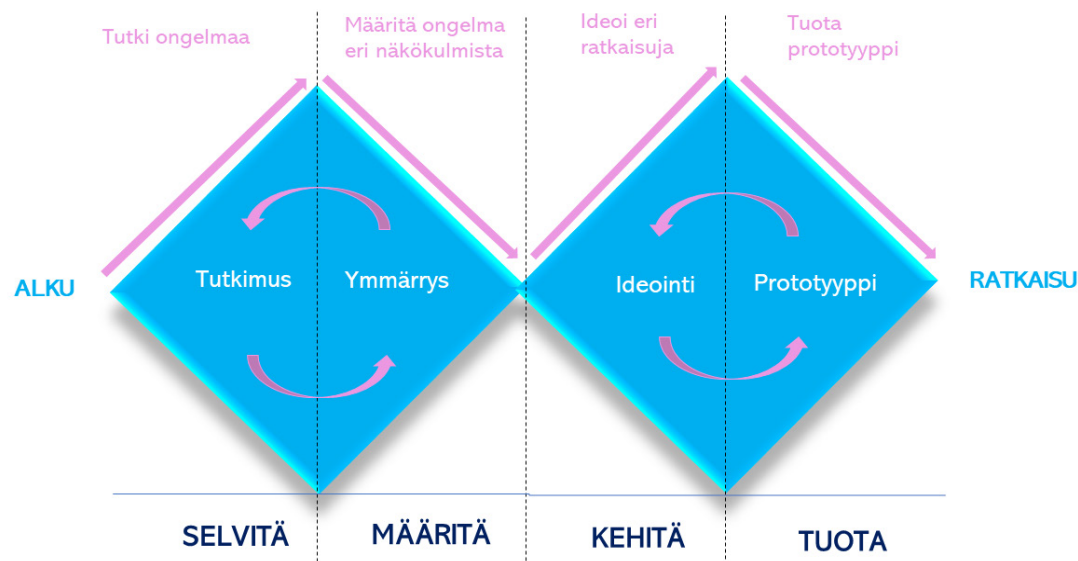 Tutki ongelmaa
Määritä ongelma
eri näkökulmista
Ideoi eri
ratkaisuja
Tuota
prototyyppi
ALKU
Tutkimus
Ymmärrys
Ideointi
Prototyyppi
RATKAISU
SELVITÄ
MÄÄRITÄ
KEHITÄ
TUOTA